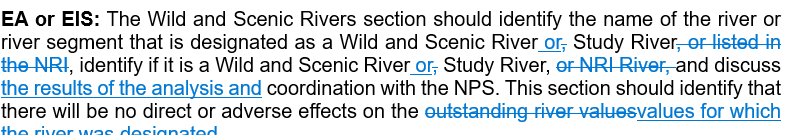 EA or EIS: The Wild and Scenic Rivers section should identify the name of the river or
river segment that is designated as a Wild and Scenic River or, Study River, or listed in
the NRI, identify if it is a Wild and Scenic River or, Study River, or NRI River, and discuss
the results of the analysis and coordination with the NPS. This section should identify that
there will be no direct or adverse effects on the outstanding river valuesvalues for which
the river was designated.